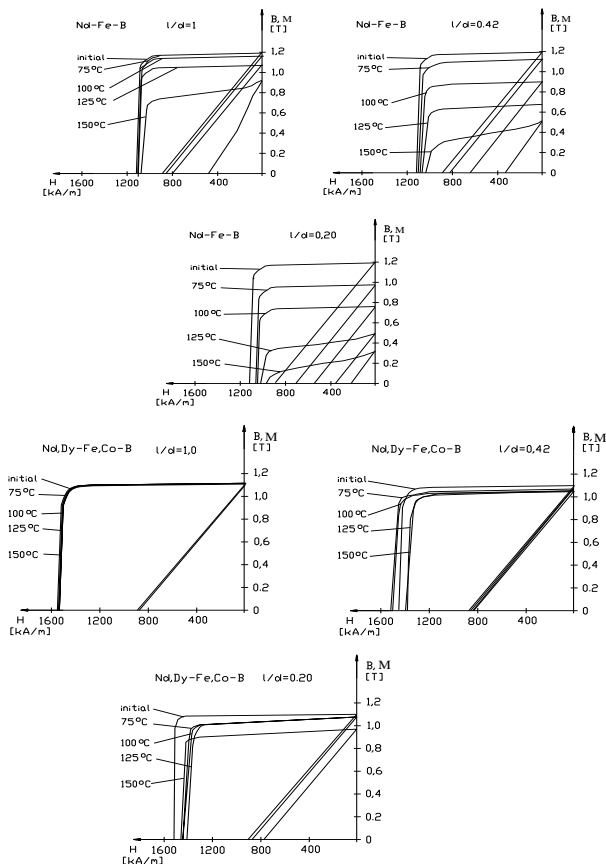 Nd-Fe-B l/d=1
B, M
[T]
initial
75°C
100°C
125°C
150°C
1,2
1.0
0,8
0,6
0,4
0.2
0
H 1600 1200 800 400
[kA/m]
Nd-Fe-B l/d=0.42
B, M
[T]
initial
75°C
100°C
125°C
150°C
1,2
1.0
0,8
0,6
0,4
0.2
0
H 1600 1200 800 400
[kA/m]
Nd-Fe-B l/d=0,20
B, M
[T]
initial
75°C
100°C
125°C
150°C
1,2
1.0
0,8
0,6
0,4
0.2
0
H 1600 1200 800 400
[kA/m]
Nd,Dy-Fe,Co-B l/d=1,0
B, M
[T]
initial
75°C
100°C
125°C
150°C
1,2
1.0
0,8
0,6
0,4
0.2
0
H 1600 1200 800 400
[kA/m]
Nd,Dy-Fe,Co-B l/d=0,42
B, M
[T]
initial
75°C
100°C
125°C
150°C
1,2
1.0
0,8
0,6
0,4
0.2
0
H 1600 1200 800 400
[kA/m]
Nd,Dy-Fe,Co-B l/d=0.20
B, M
[T]
initial
75°C
100°C
125°C
150°C
1,2
1.0
0,8
0,6
0,4
0.2
0
H 1600 1200 800 400
[kA/m]